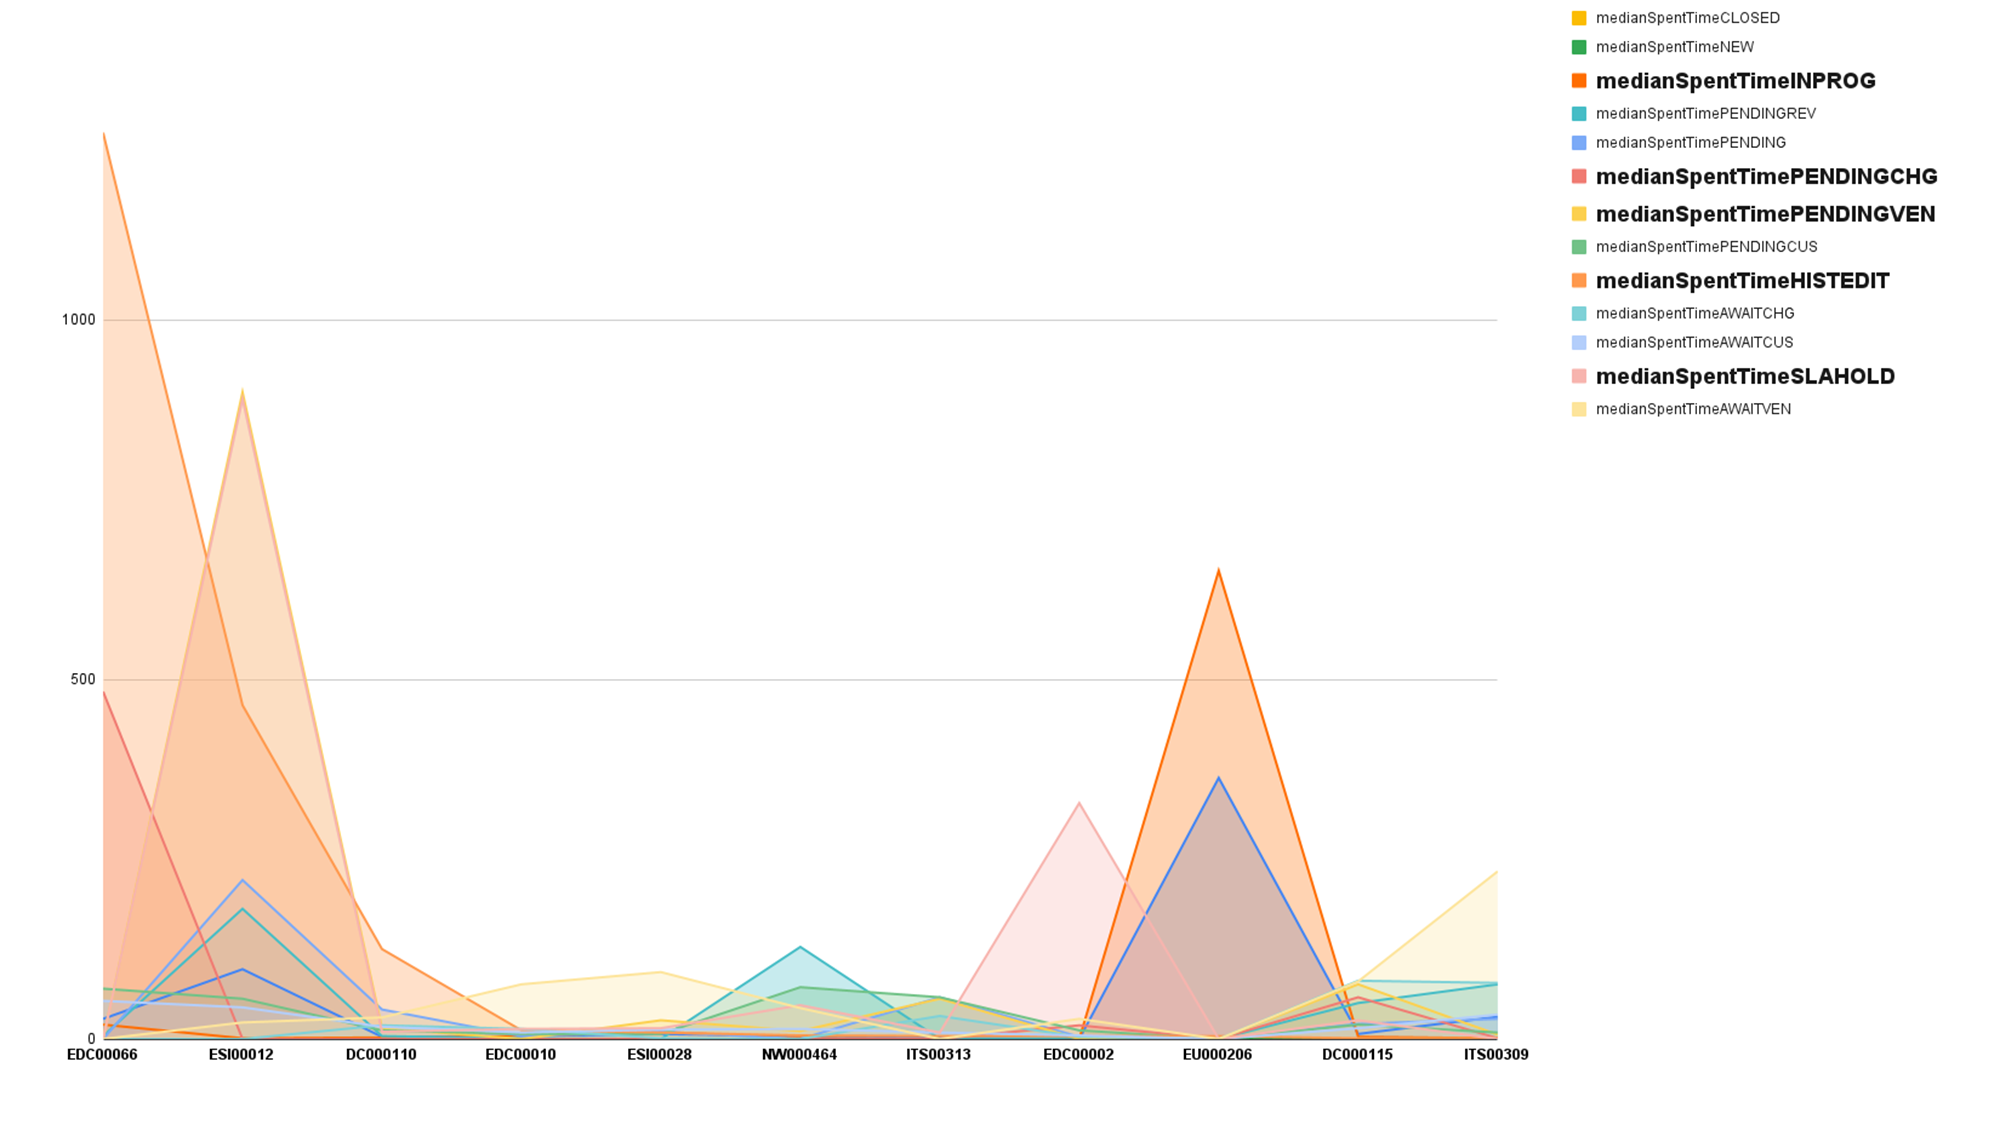 medianSpentTimeCLOSED
medianSpentTimeNEW
medianSpentTimeINPROG
medianSpentTimePENDINGREV
medianSpentTimePENDING
medianSpentTimePENDINGCHG
medianSpentTimePENDINGVEN
medianSpentTimePENDINGCUS
medianSpentTimeHISTEDIT
medianSpentTimeAWAITCHG
medianSpentTimeAWAITCUS
medianSpentTimeSLAHOLD
medianSpentTimeAWAITVEN
1000
500
0
EDC00066 ESI00012 DC000110 EDC00010 ESI00028 NW000464 ITS00313 EDC00002 EU000206 DC000115 ITS00309